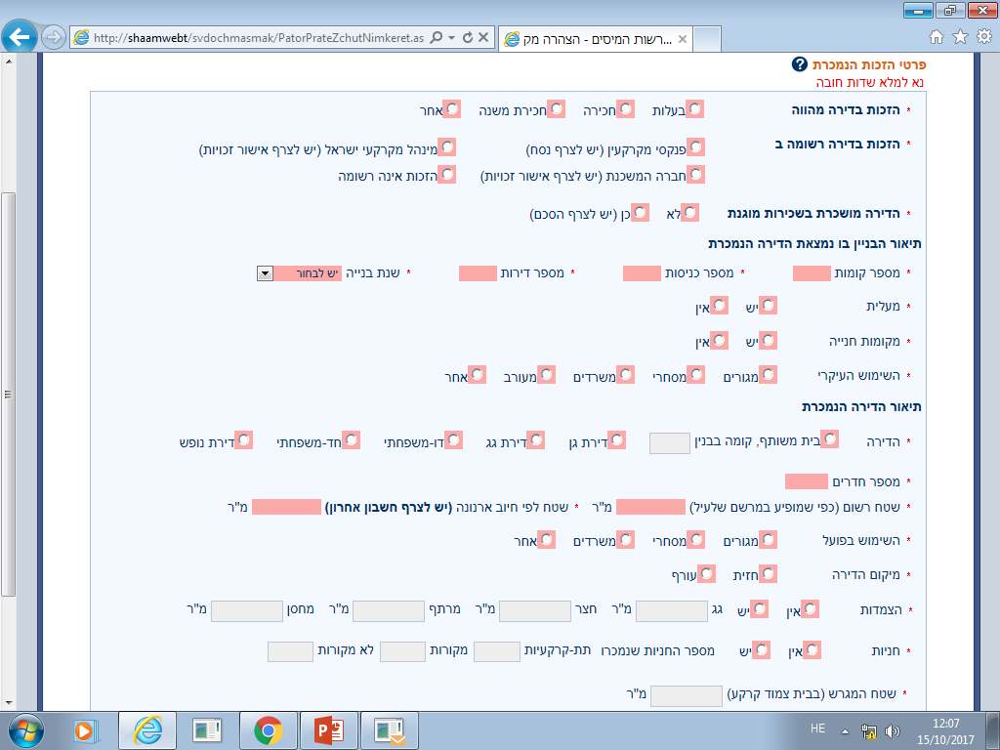 http://shaamwebt/svdochmasmak/PatorPrateZchutNimkeret.as
רשות המיסים - הצהרה מק...
פרטי הזכות הנמכרת
נא למלא שדות חובה
* הזכות בדירה מהווה בעלות חכירה חכירת משנה אחר
* הזכות בדירה רשומה ב פנקסי מקרקעין (יש לצרף נסח) מינהל מקרקעי ישראל (יש לצרף אישור זכויות)
חברה המשכנת (יש לצרף אישור זכויות) הזכות אינה רשומה
* הדירה מושכרת בשכירות מוגנת לא כן (יש לצרף הסכם)
תיאור הבניין בו נמצאת הדירה הנמכרת
* מספר קומות * מספר כניסות * מספר דירות * שנת בנייה יש לבחור
* מעלית יש אין
* מקומות חנייה יש אין
* השימוש העיקרי מגורים מסחרי משרדים מעורב אחר
תיאור הדירה הנמכרת
* הדירה בית משותף, קומה בבנין דירת גן דירת גג דו-משפחתי חד-משפחתי דירת נופש
* מספר חדרים
* שטח רשום (כפי שמופיע במרשם שלעיל) מ"ר * שטח לפי חיוב ארנונה (יש לצרף חשבון אחרון) מ"ר
* השימוש בפועל מגורים מסחרי משרדים אחר
* מיקום הדירה חזית עורף
* הצמדות אין יש גג מ"ר חצר מ"ר מרתף מ"ר מחסן מ"ר
* חניות אין יש מספר החניות שנמכרו תת-קרקעיות מקורות לא מקורות
* שטח המגרש (בבית צמוד קרקע) מ"ר
HE
12:07
15/10/2017